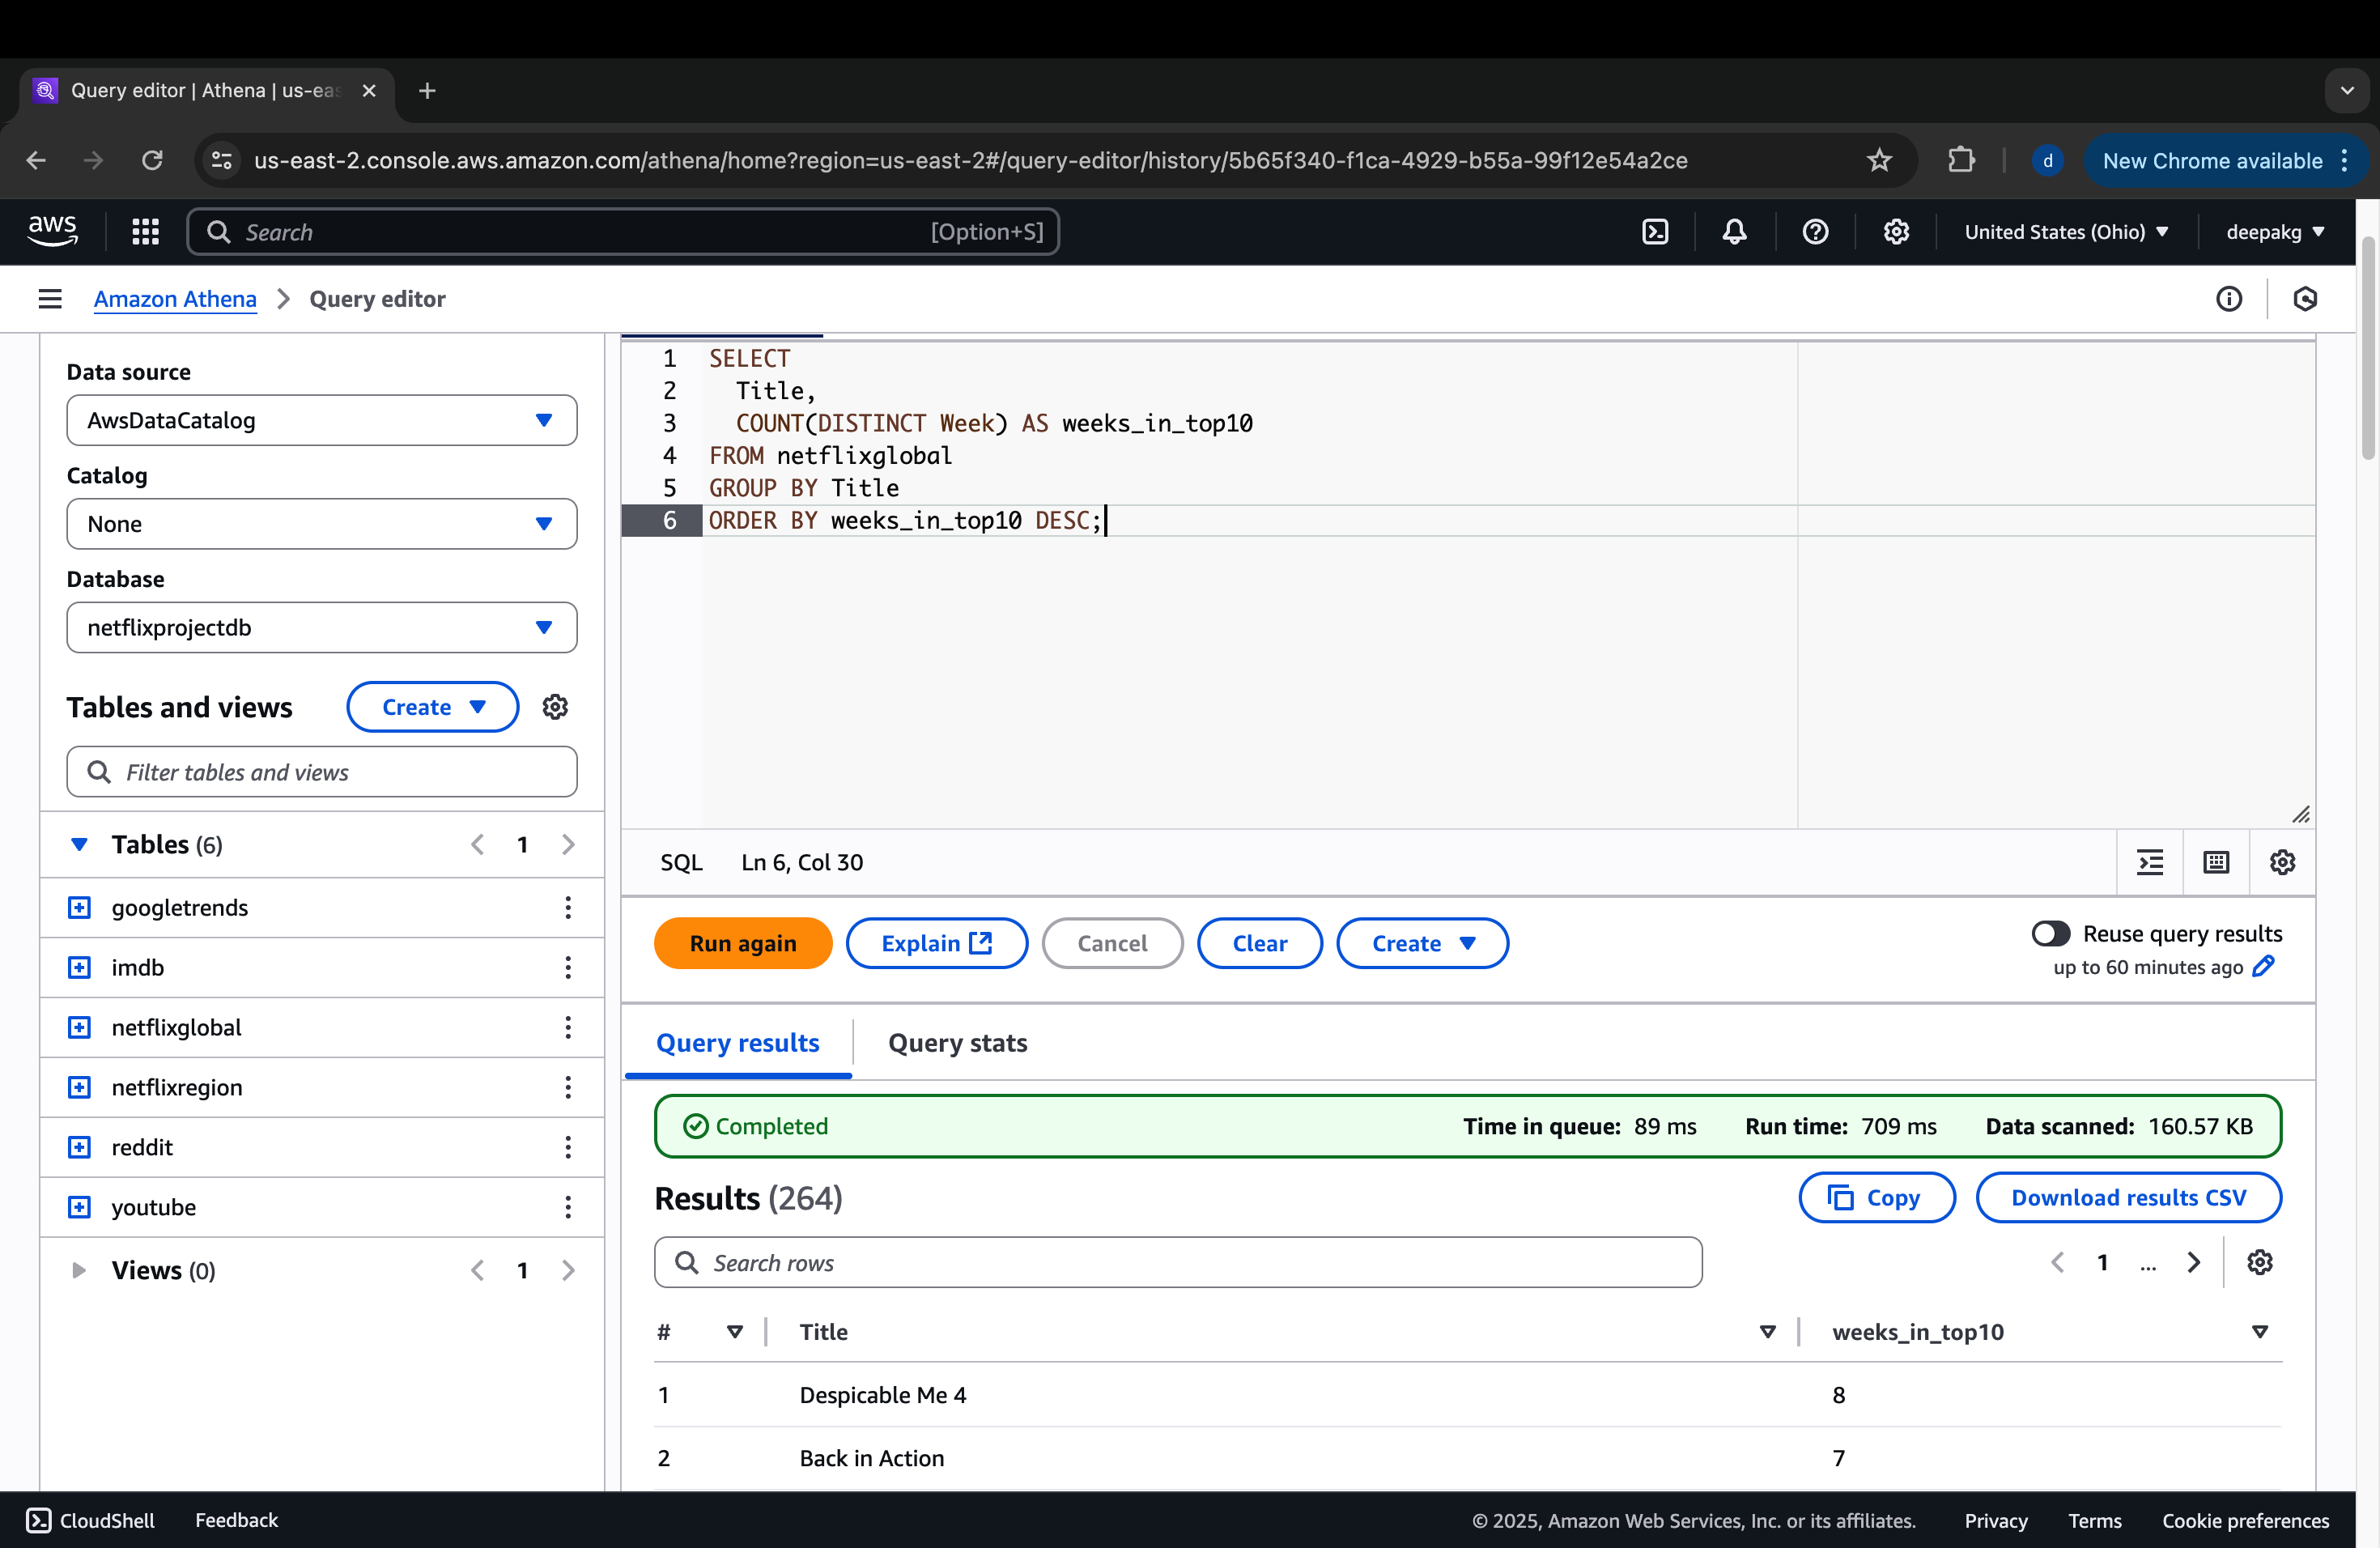 Query editor | Athena | us-eas
us-east-2.console.aws.amazon.com/athena/home?region=us-east-2#/query-editor/history/5b65f340-f1ca-4929-b55a-99f12e54a2ce
d
New Chrome available
aws
Search
[Option+S]
United States (Ohio)
deepakg
Amazon Athena
Query editor
Data source
AwsDataCatalog
Catalog
None
Database
netflixprojectdb
Tables and views
Create
Filter tables and views
Tables (6)
1
googletrends
imdb
netflixglobal
netflixregion
reddit
youtube
Views (0)
1
1 SELECT
2 Title,
3 COUNT(DISTINCT Week) AS weeks_in_top10
4 FROM netflixglobal
5 GROUP BY Title
6 ORDER BY weeks_in_top10 DESC;
SQL Ln 6, Col 30
Run again
Explain
Cancel
Clear
Create
Reuse query results
up to 60 minutes ago
Query results
Query stats
Completed
Time in queue: 89 ms
Run time: 709 ms
Data scanned: 160.57 KB
Results (264)
Copy
Download results CSV
Search rows
1 ...
# Title weeks_in_top10
1 Despicable Me 4 8
2 Back in Action 7
CloudShell
Feedback
© 2025, Amazon Web Services, Inc. or its affiliates.
Privacy
Terms
Cookie preferences